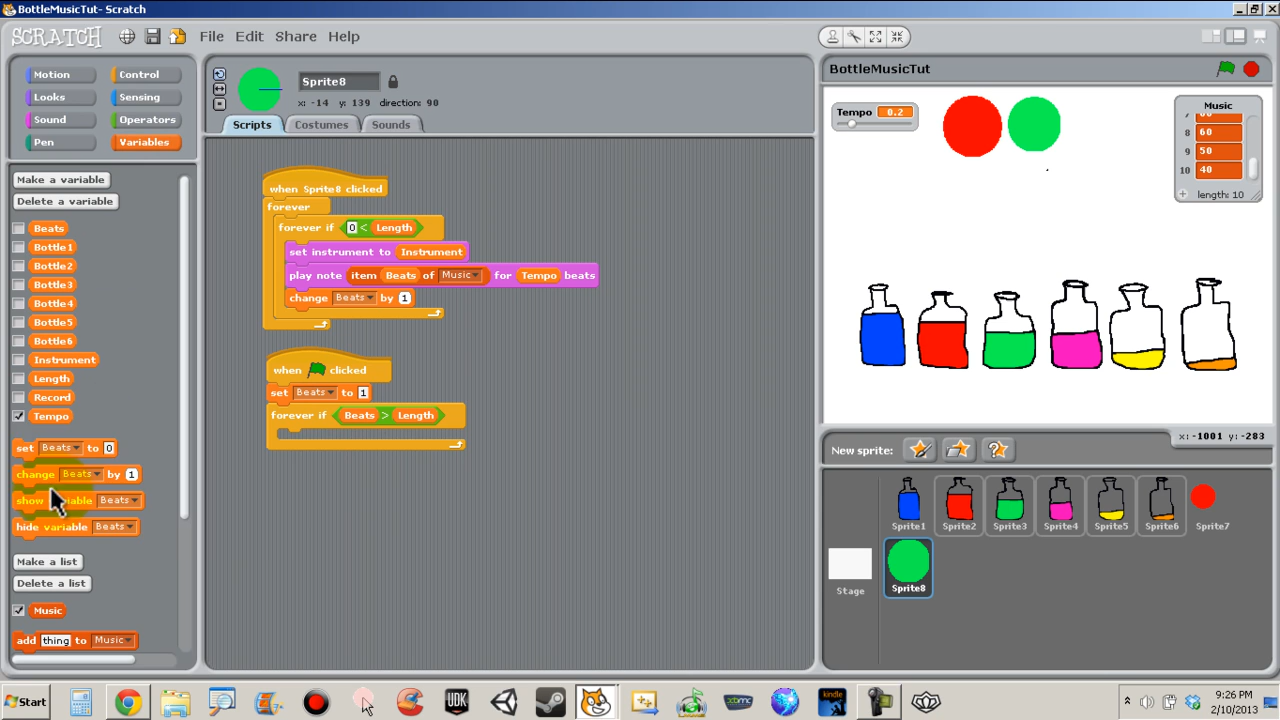 BottleMusicTut- Scratch
SCRATCH File Edit Share Help
Motion Control
Looks Sensing
Sound Operators
Pen Variables
Make a variable
Delete a variable
Beats
Bottle1
Bottle2
Bottle3
Bottle4
Bottle5
Bottle6
Instrument
Length
Record
Tempo
set Beats to 0
change Beats by 1
show variable Beats
hide variable Beats
Make a list
Delete a list
Music
add thing to Music
Sprite8
x: -14 y: 139 direction: 90
Scripts Costumes Sounds
when Sprite8 clicked
forever
forever if 0 < Length
set instrument to Instrument
play note item Beats of Music for Tempo beats
change Beats by 1
when clicked
set Beats to 1
forever if Beats > Length
BottleMusicTut
Tempo 0.2
Music
8 60
9 50
10 40
+ length: 10
x: -1001 y: -283
New sprite:
Sprite1 Sprite2 Sprite3 Sprite4 Sprite5 Sprite6 Sprite7
Stage
Sprite8
Start
UDK
kindle
9:26 PM
2/10/2013